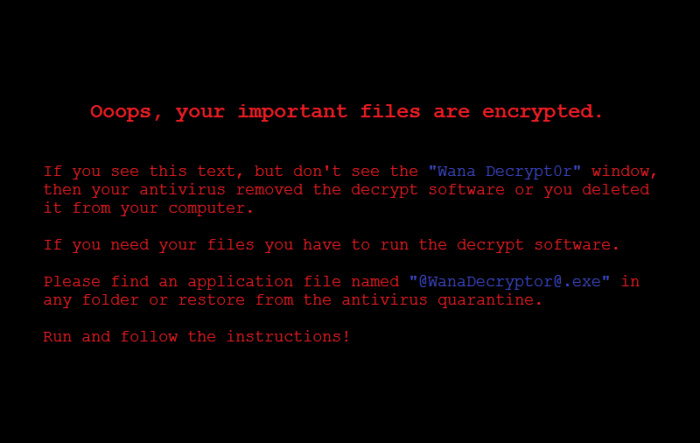 Ooops, your important files are encrypted.
If you see this text, but don't see the "Wana Decrypt0r" window,
then your antivirus removed the decrypt software or you deleted
it from your computer.
If you need your files you have to run the decrypt software.
Please find an application file named "@WanaDecryptor@.exe" in
any folder or restore from the antivirus quarantine.
Run and follow the instructions!